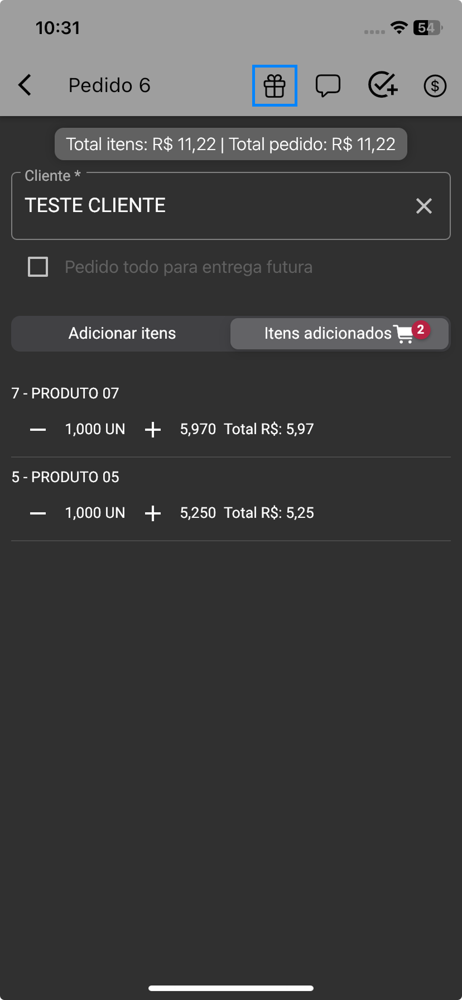 10:31
54
Pedido 6
Total itens: R$ 11,22 | Total pedido: R$ 11,22
Cliente *
TESTE CLIENTE
Pedido todo para entrega futura
Adicionar itens
Itens adicionados 2
7 - PRODUTO 07
1,000 UN 5,970 Total R$: 5,97
5 - PRODUTO 05
1,000 UN 5,250 Total R$: 5,25